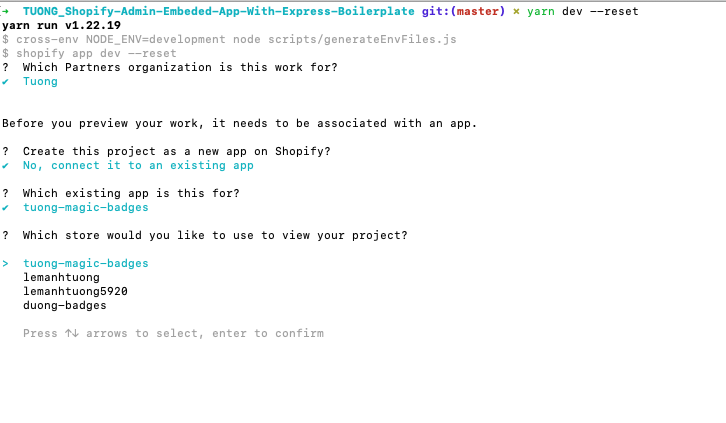 → TUONG_Shopify-Admin-Embeded-App-With-Express-Boilerplate git:(master) × yarn dev --reset
yarn run v1.22.19
$ cross-env NODE_ENV=development node scripts/generateEnvFiles.js
$ shopify app dev --reset
? Which Partners organization is this work for?
✔ Tuong
Before you preview your work, it needs to be associated with an app.
? Create this project as a new app on Shopify?
✔ No, connect it to an existing app
? Which existing app is this for?
✔ tuong-magic-badges
? Which store would you like to use to view your project?
> tuong-magic-badges
lemanhtuong
lemanhtuong5920
duong-badges
Press ↑↓ arrows to select, enter to confirm